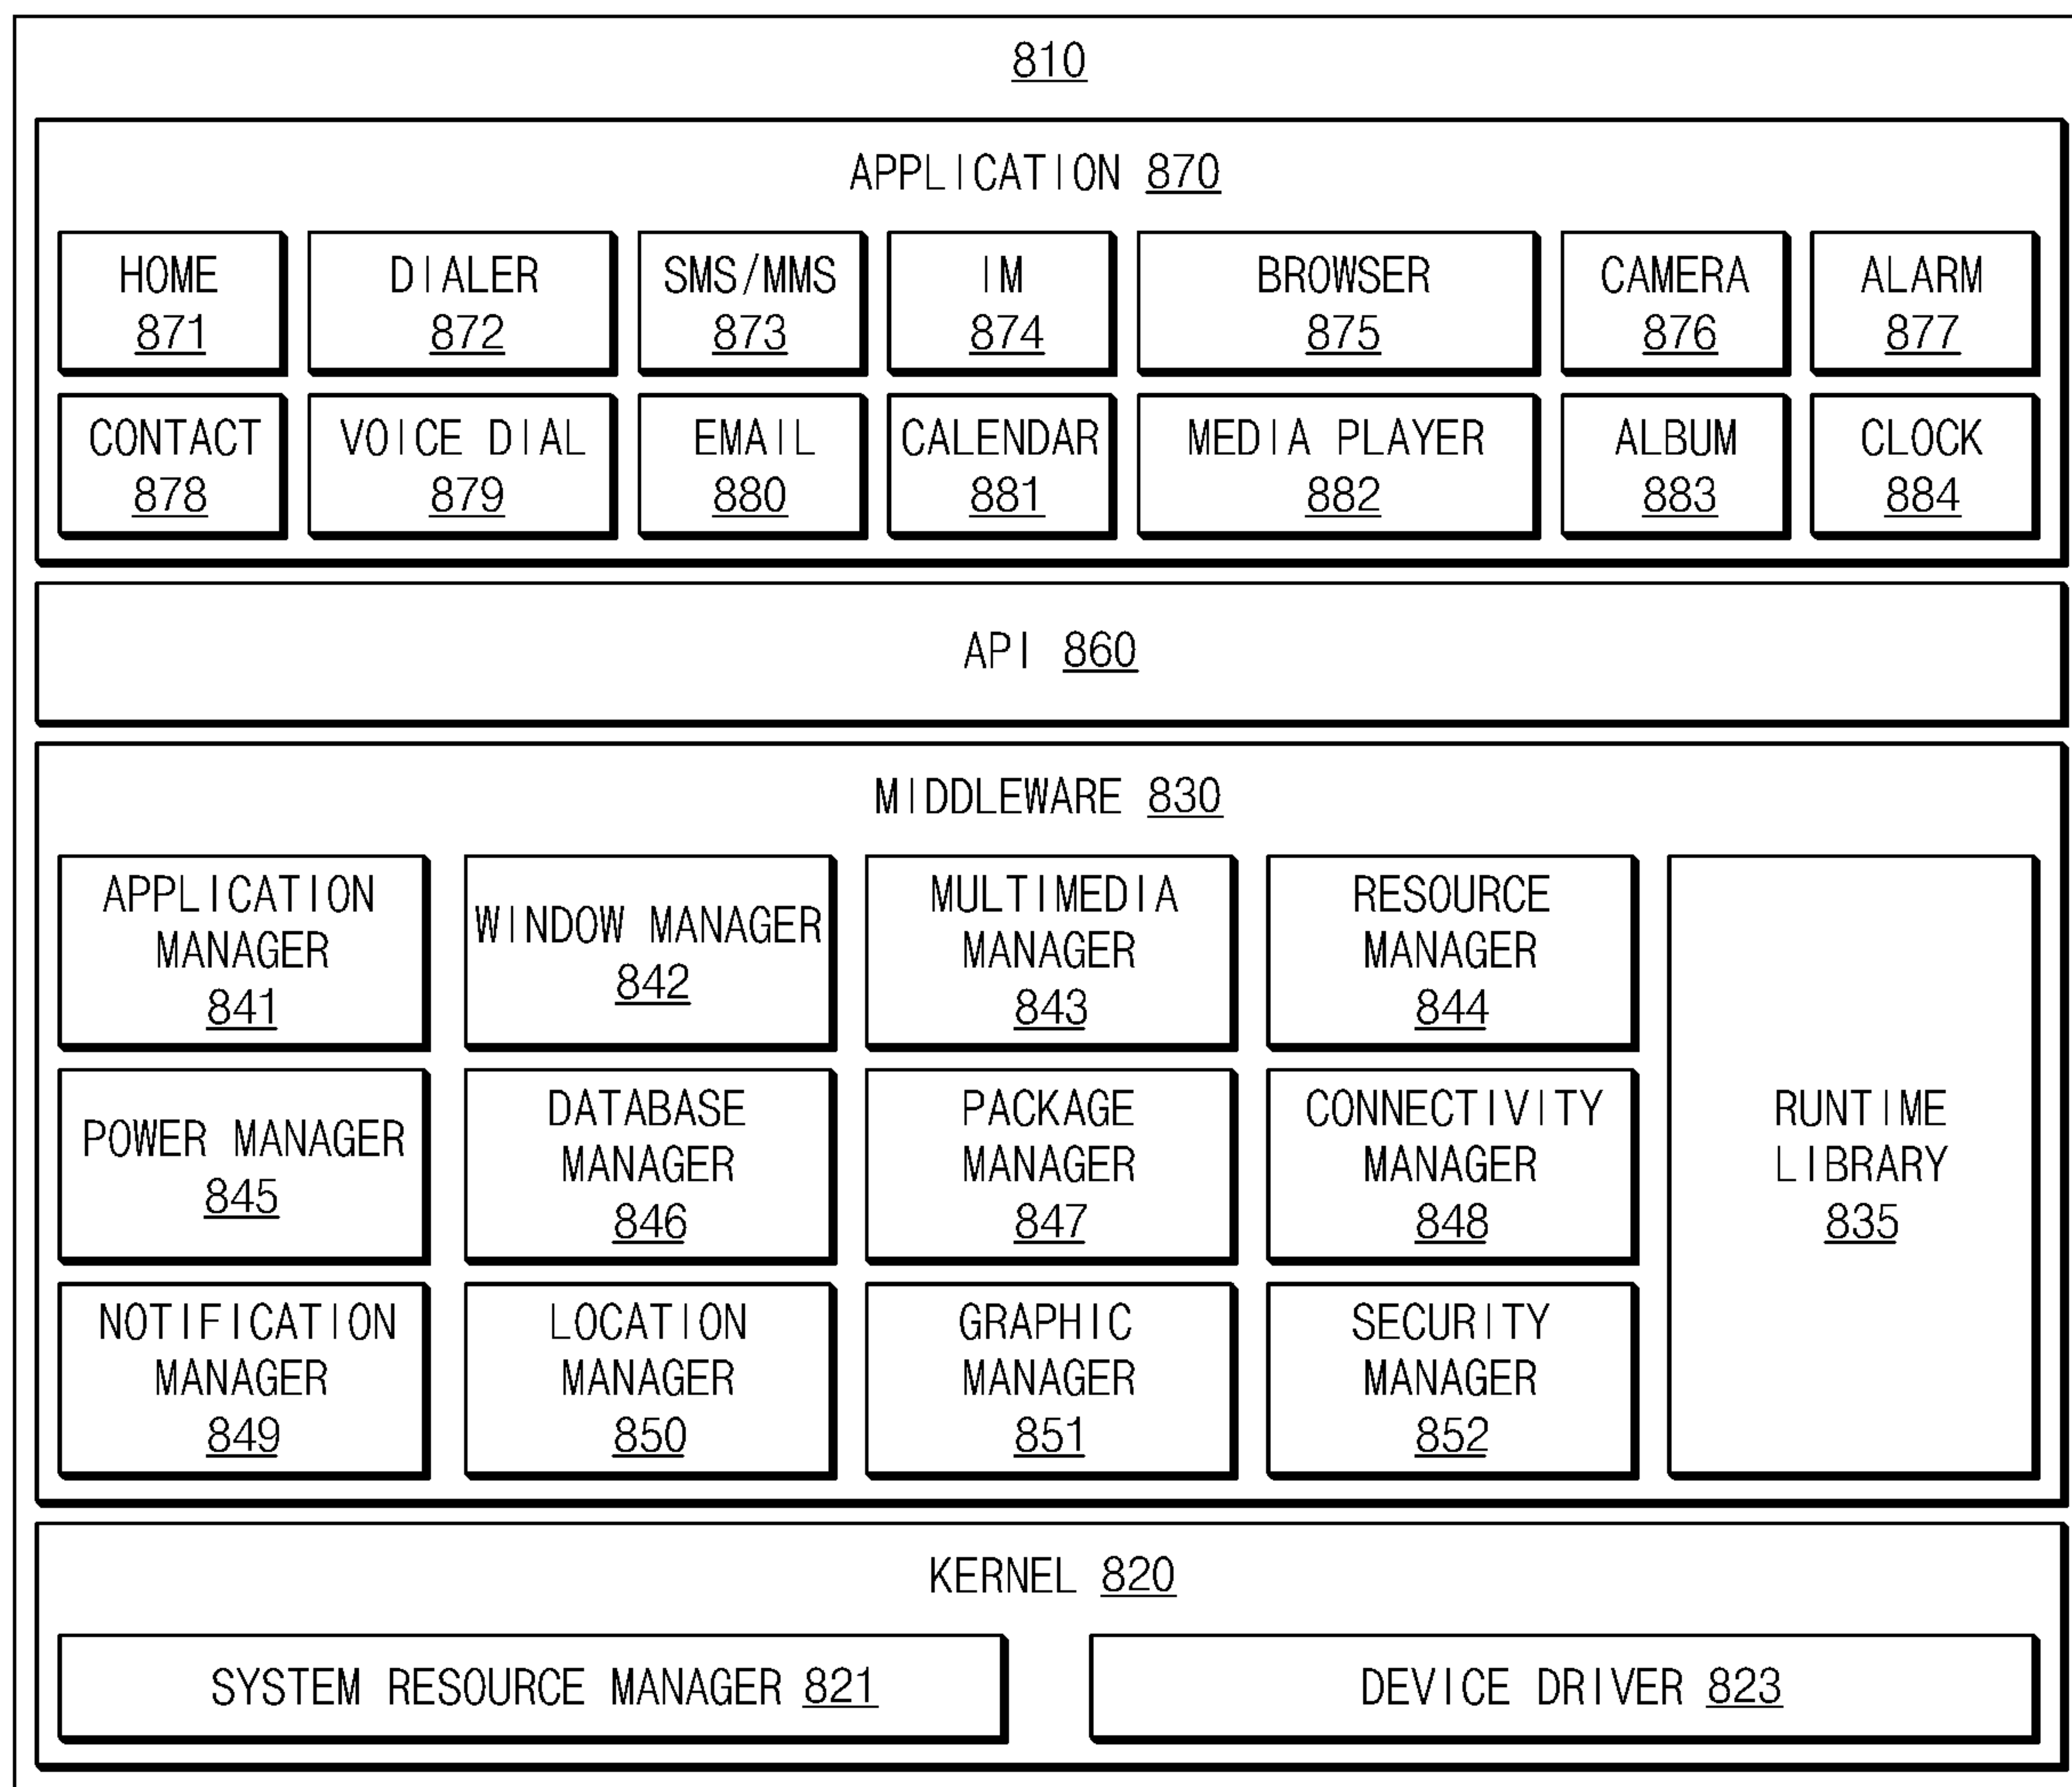 810
APPLICATION 870
HOME
871
DIALER
872
SMS/MMS
873
IM
874
BROWSER
875
CAMERA
876
ALARM
877
CONTACT
878
VOICE DIAL
879
EMAIL
880
CALENDAR
881
MEDIA PLAYER
882
ALBUM
883
CLOCK
884
API 860
MIDDLEWARE 830
APPLICATION
MANAGER
841
WINDOW MANAGER
842
MULTIMEDIA
MANAGER
843
RESOURCE
MANAGER
844
POWER MANAGER
845
DATABASE
MANAGER
846
PACKAGE
MANAGER
847
CONNECTIVITY
MANAGER
848
NOTIFICATION
MANAGER
849
LOCATION
MANAGER
850
GRAPHIC
MANAGER
851
SECURITY
MANAGER
852
RUNTIME
LIBRARY
835
KERNEL 820
SYSTEM RESOURCE MANAGER 821
DEVICE DRIVER 823